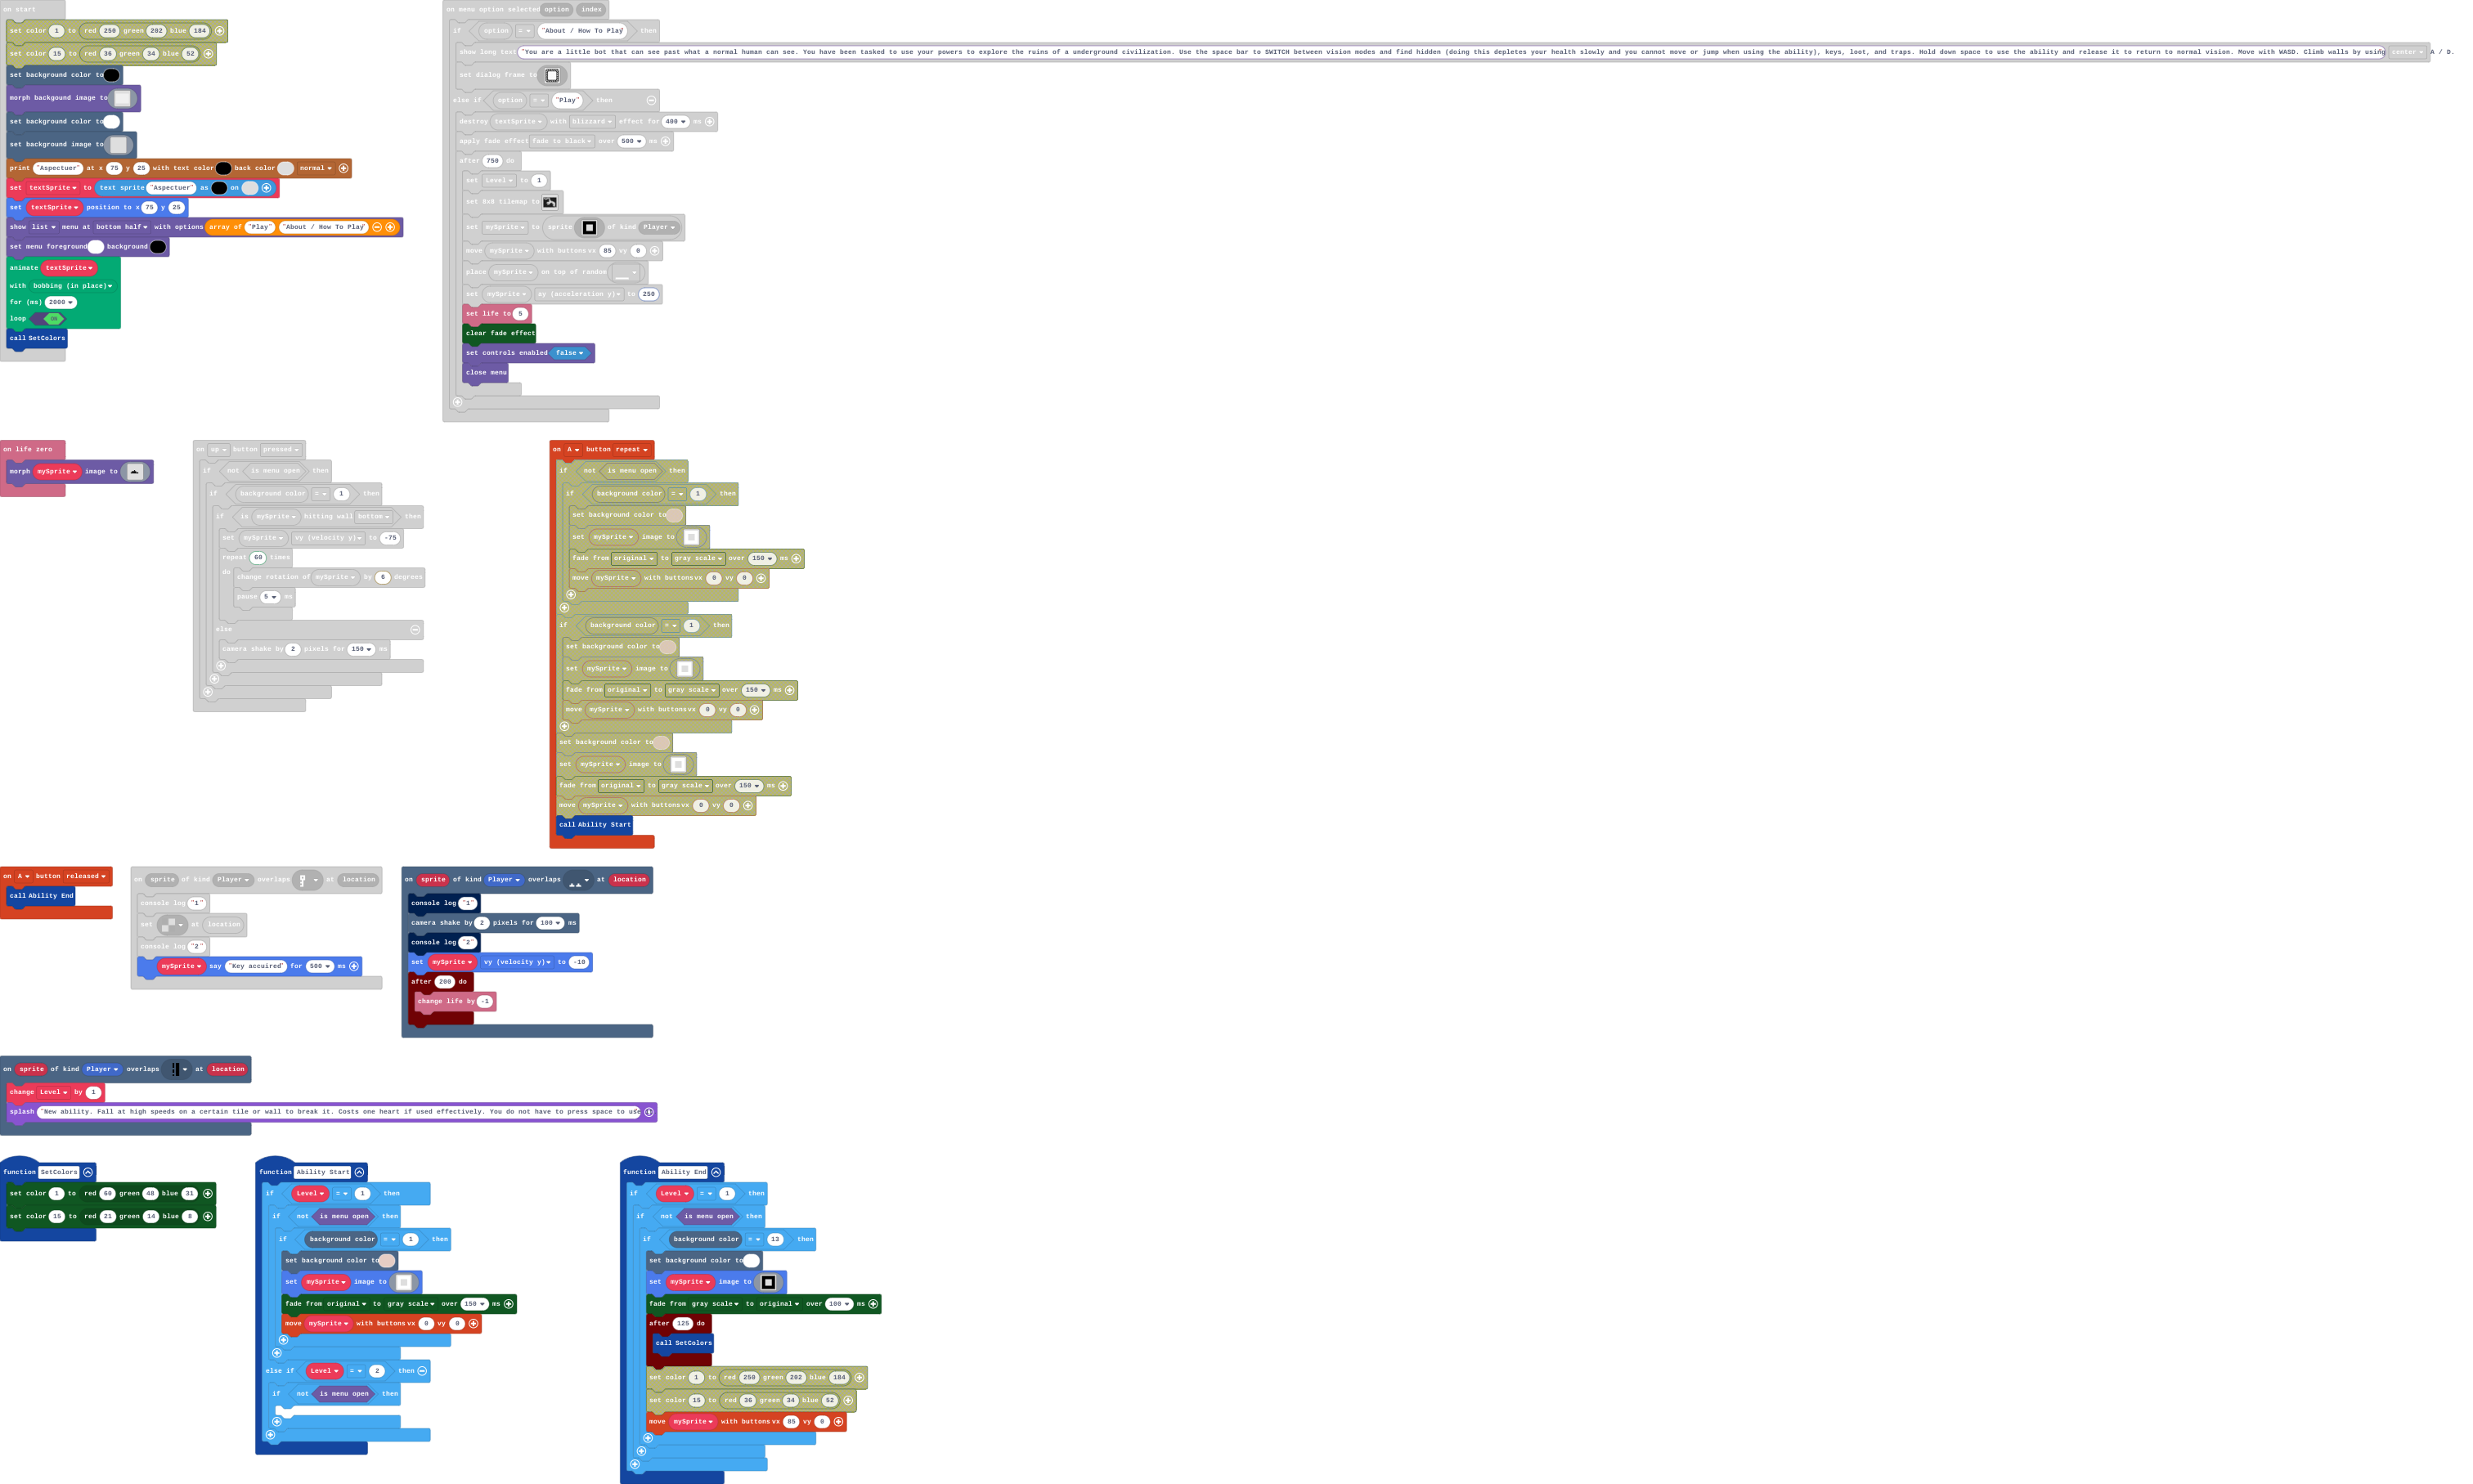 on start
set color 1 to red 250 green 202 blue 184
set color 15 to red 36 green 34 blue 52
set background color to
morph backgound image to
set background color to
set background image to
print "Aspectuer" at x 75 y 25 with text color back color normal
set textSprite to text sprite "Aspectuer" as on
set textSprite position to x 75 y 25
show list menu at bottom half with options array of "Play" "About / How To Play"
set menu foreground background
animate textSprite
with bobbing (in place)
for (ms) 2000
loop ON
call SetColors
on menu option selected option index
if option = "About / How To Play" then
show long text "You are a little bot that can see past what a normal human can see. You have been tasked to use your powers to explore the ruins of a underground civilization. Use the space bar to SWITCH between vision modes and find hidden (doing this depletes your health slowly and you cannot move or jump when using the ability), keys, loot, and traps. Hold down space to use the ability and release it to return to normal vision. Move with WASD. Climb walls by using center A / D.
set dialog frame to
else if option = "Play" then
destroy textSprite with blizzard effect for 400 ms
apply fade effect fade to black over 500 ms
after 750 do
set Level to 1
set 8x8 tilemap to
set mySprite to sprite of kind Player
move mySprite with buttons vx 85 vy 0
place mySprite on top of random
set mySprite ay (acceleration y) to 250
set life to 5
clear fade effect
set controls enabled false
close menu
on life zero
morph mySprite image to
on up button pressed
if not is menu open then
if background color = 1 then
if is mySprite hitting wall bottom then
set mySprite vy (velocity y) to -75
repeat 60 times
do
change rotation of mySprite by 6 degrees
pause 5 ms
else
camera shake by 2 pixels for 150 ms
on A button repeat
if not is menu open then
if background color = 1 then
set background color to
set mySprite image to
fade from original to gray scale over 150 ms
move mySprite with buttons vx 0 vy 0
if background color = 1 then
set background color to
set mySprite image to
fade from original to gray scale over 150 ms
move mySprite with buttons vx 0 vy 0
set background color to
set mySprite image to
fade from original to gray scale over 150 ms
move mySprite with buttons vx 0 vy 0
call Ability Start
on A button released
call Ability End
on sprite of kind Player overlaps at location
console log "1"
set at location
console log "2"
mySprite say "Key accuired" for 500 ms
on sprite of kind Player overlaps at location
console log "1"
camera shake by 2 pixels for 100 ms
console log "2"
set mySprite vy (velocity y) to -10
after 200 do
change life by -1
on sprite of kind Player overlaps at location
change Level by 1
splash "New ability. Fall at high speeds on a certain tile or wall to break it. Costs one heart if used effectively. You do not have to press space to use
function SetColors
set color 1 to red 60 green 48 blue 31
set color 15 to red 21 green 14 blue 8
function Ability Start
if Level = 1 then
if not is menu open then
if background color = 1 then
set background color to
set mySprite image to
fade from original to gray scale over 150 ms
move mySprite with buttons vx 0 vy 0
else if Level = 2 then
if not is menu open then
function Ability End
if Level = 1 then
if not is menu open then
if background color = 13 then
set background color to
set mySprite image to
fade from gray scale to original over 100 ms
after 125 do
call SetColors
set color 1 to red 250 green 202 blue 184
set color 15 to red 36 green 34 blue 52
move mySprite with buttons vx 85 vy 0